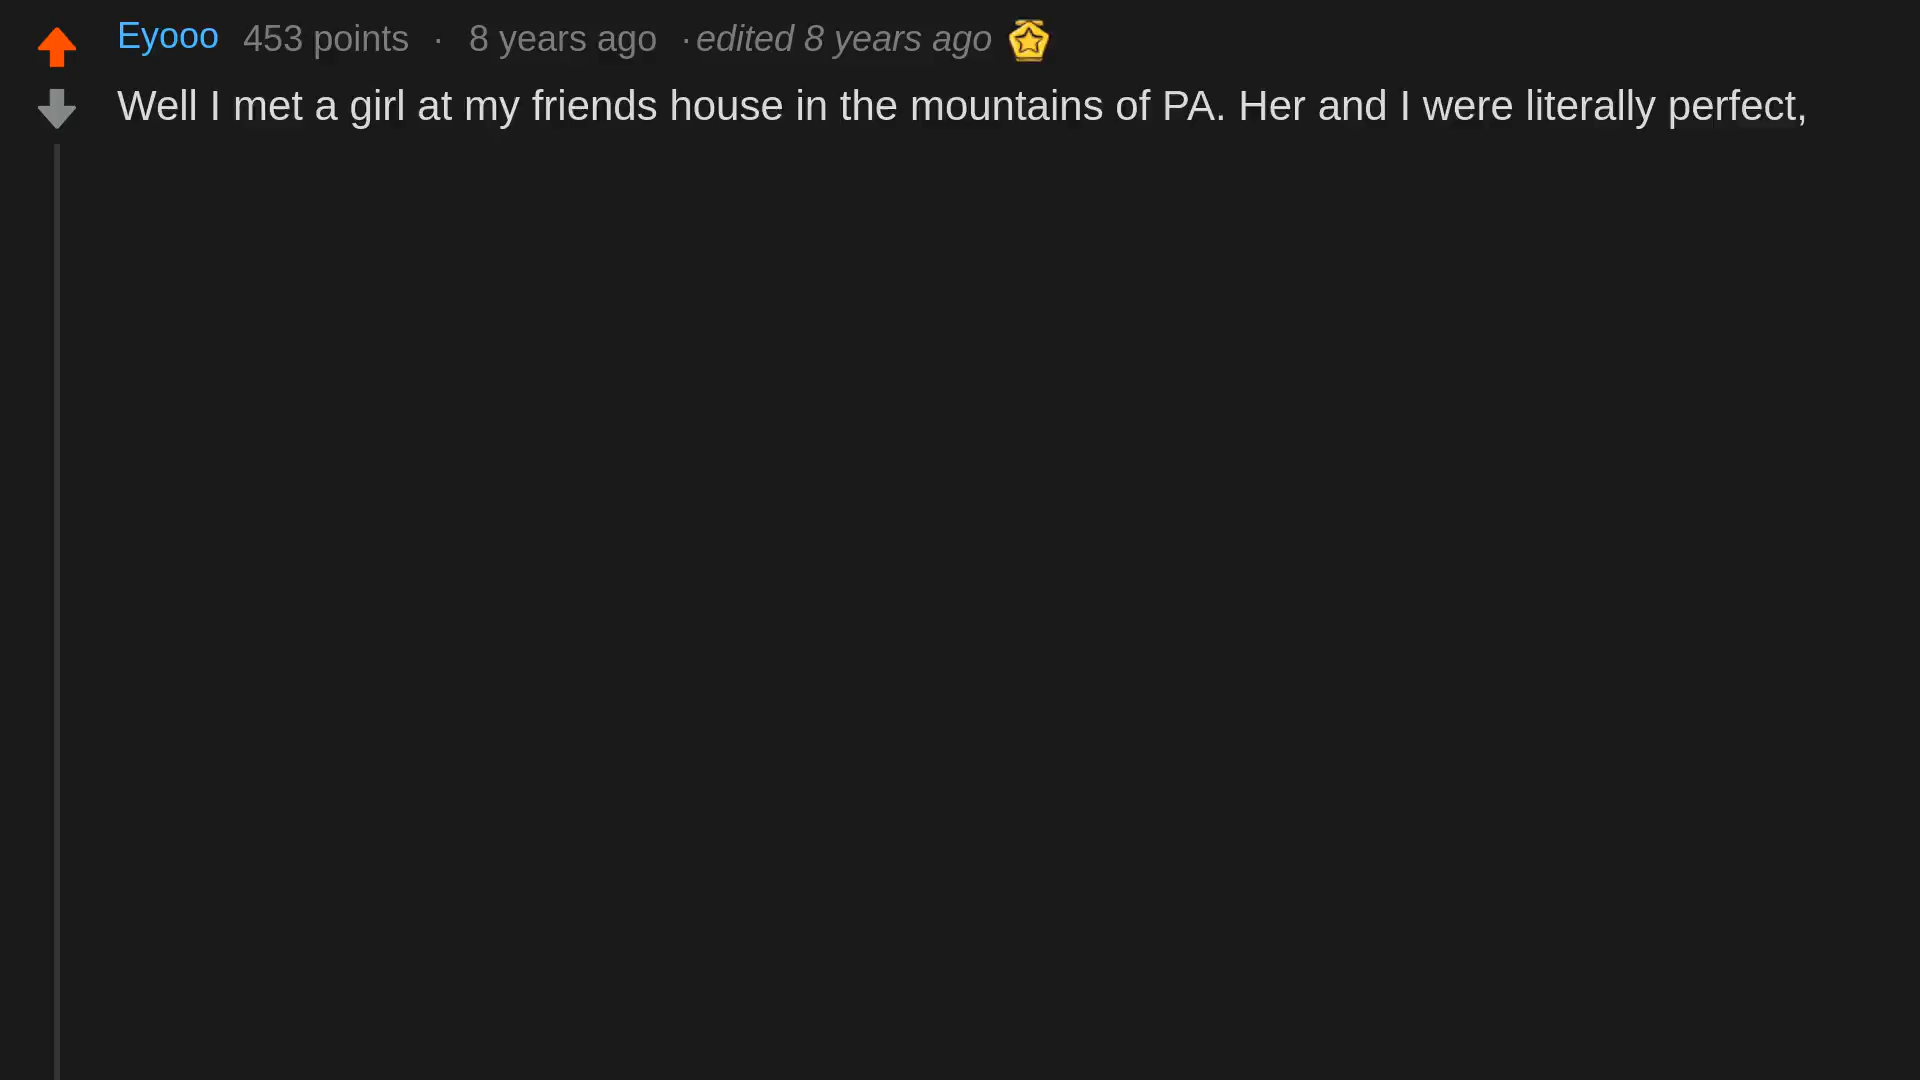 Eyooo 453 points · 8 years ago ·edited 8 years ago
Well I met a girl at my friends house in the mountains of PA. Her and I were literally perfect,